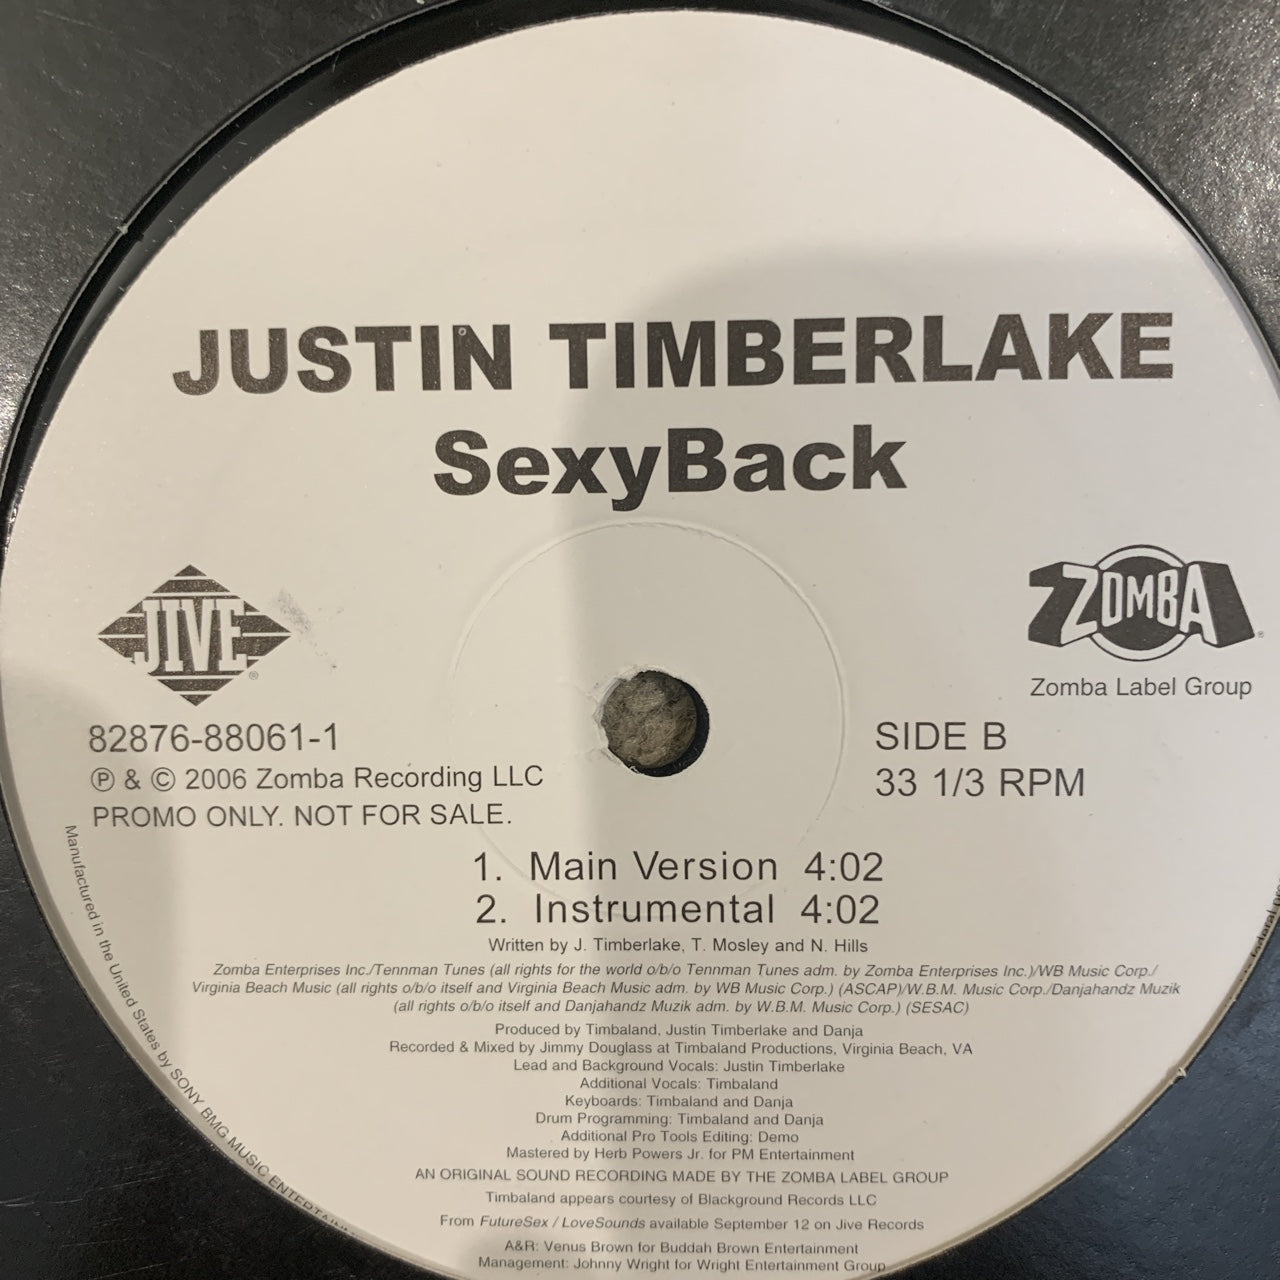 JUSTIN TIMBERLAKE
SexyBack
JIVE®
ZOMBA®
Zomba Label Group
82876-88061-1
℗ & © 2006 Zomba Recording LLC
PROMO ONLY. NOT FOR SALE.
SIDE B
33 1/3 RPM
1. Main Version 4:02
2. Instrumental 4:02
Written by J. Timberlake, T. Mosley and N. Hills
Zomba Enterprises Inc./Tennman Tunes (all rights for the world o/b/o Tennman Tunes adm. by Zomba Enterprises Inc.)/WB Music Corp./
Virginia Beach Music (all rights o/b/o itself and Virginia Beach Music adm. by WB Music Corp.) (ASCAP)/W.B.M. Music Corp./Danjahandz Muzik
(all rights o/b/o itself and Danjahandz Muzik adm. by W.B.M. Music Corp.) (SESAC)
Produced by Timbaland, Justin Timberlake and Danja
Recorded & Mixed by Jimmy Douglass at Timbaland Productions, Virginia Beach, VA
Lead and Background Vocals: Justin Timberlake
Additional Vocals: Timbaland
Keyboards: Timbaland and Danja
Drum Programming: Timbaland and Danja
Additional Pro Tools Editing: Demo
Mastered by Herb Powers Jr. for PM Entertainment
AN ORIGINAL SOUND RECORDING MADE BY THE ZOMBA LABEL GROUP
Timbaland appears courtesy of Blackground Records LLC
From FutureSex / LoveSounds available September 12 on Jive Records
A&R: Venus Brown for Buddah Brown Entertainment
Management: Johnny Wright for Wright Entertainment Group
Manufactured in the United States by SONY BMG MUSIC